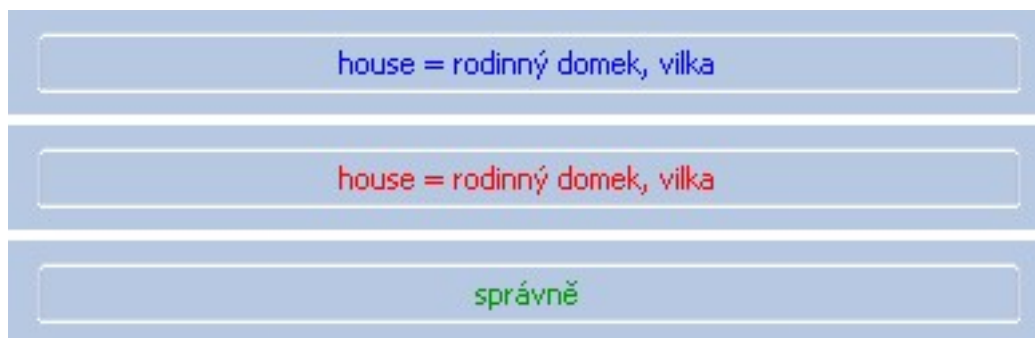 house = rodinný domek, vilka
house = rodinný domek, vilka
správně